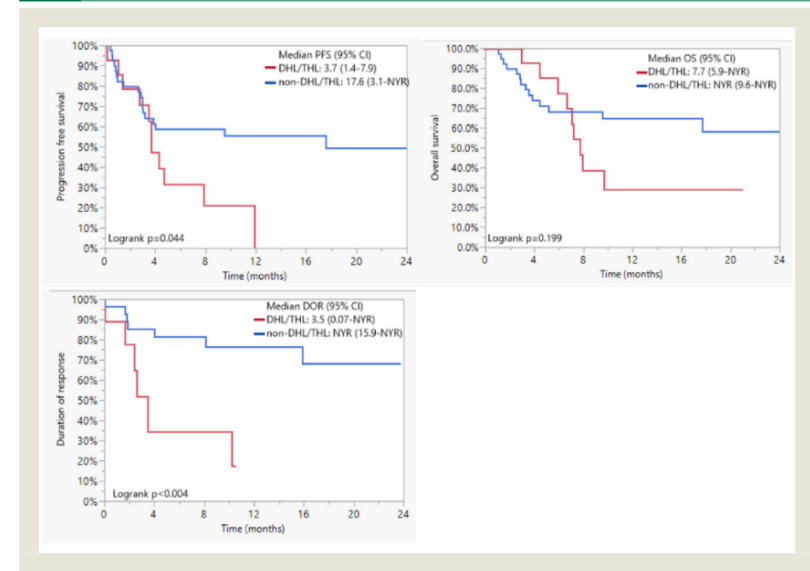 100%
90%
80%
70%
60%
50%
40%
30%
20%
10%
0%
Progression free survival
Median PFS (95% CI)
DHL/THL: 3.7 (1.4-7.9)
non-DHL/THL: 17.6 (3.1-NYR)
Logrank p=0.044
0 4 8 12 16 20 24
Time (months)
100.0%
90.0%
80.0%
70.0%
60.0%
50.0%
40.0%
30.0%
20.0%
10.0%
0.0%
Overall survival
Median OS (95% CI)
DHL/THL: 7.7 (5.9-NYR)
non-DHL/THL: NYR (9.6-NYR)
Logrank p=0.199
0 4 8 12 16 20 24
Time (months)
100%
90%
80%
70%
60%
50%
40%
30%
20%
10%
0%
Duration of response
Median DOR (95% CI)
DHL/THL: 3.5 (0.07-NYR)
non-DHL/THL: NYR (15.9-NYR)
Logrank p<0.004
0 4 8 12 16 20 24
Time (months)